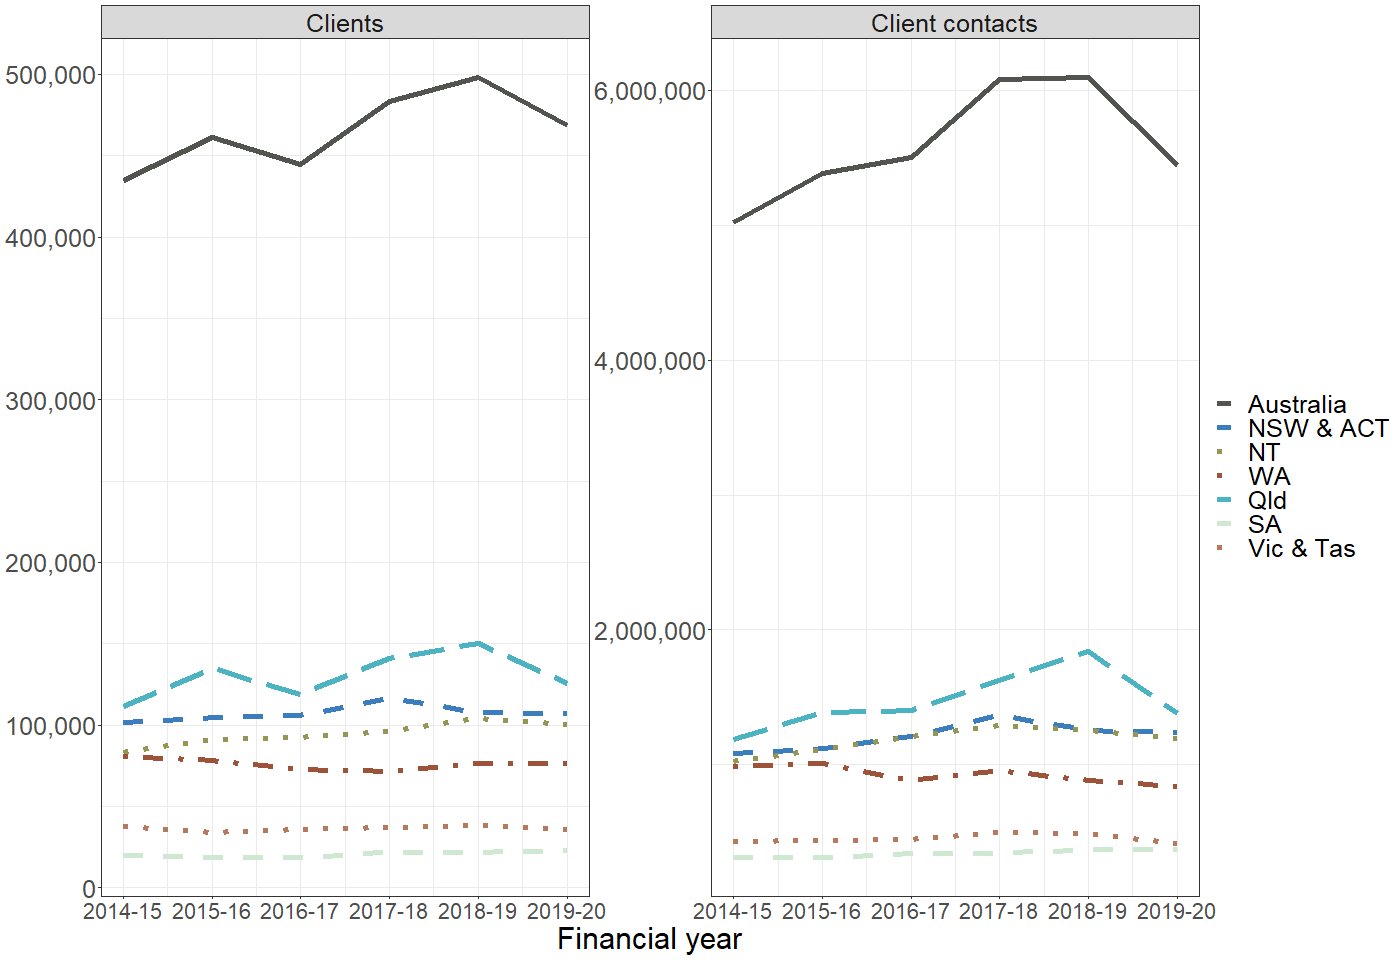 Clients
Client contacts
500,000
400,000
300,000
200,000
100,000
0
6,000,000
4,000,000
2,000,000
2014-15 2015-16 2016-17 2017-18 2018-19 2019-20
2014-15 2015-16 2016-17 2017-18 2018-19 2019-20
Financial year
Australia
NSW & ACT
NT
WA
Qld
SA
Vic & Tas